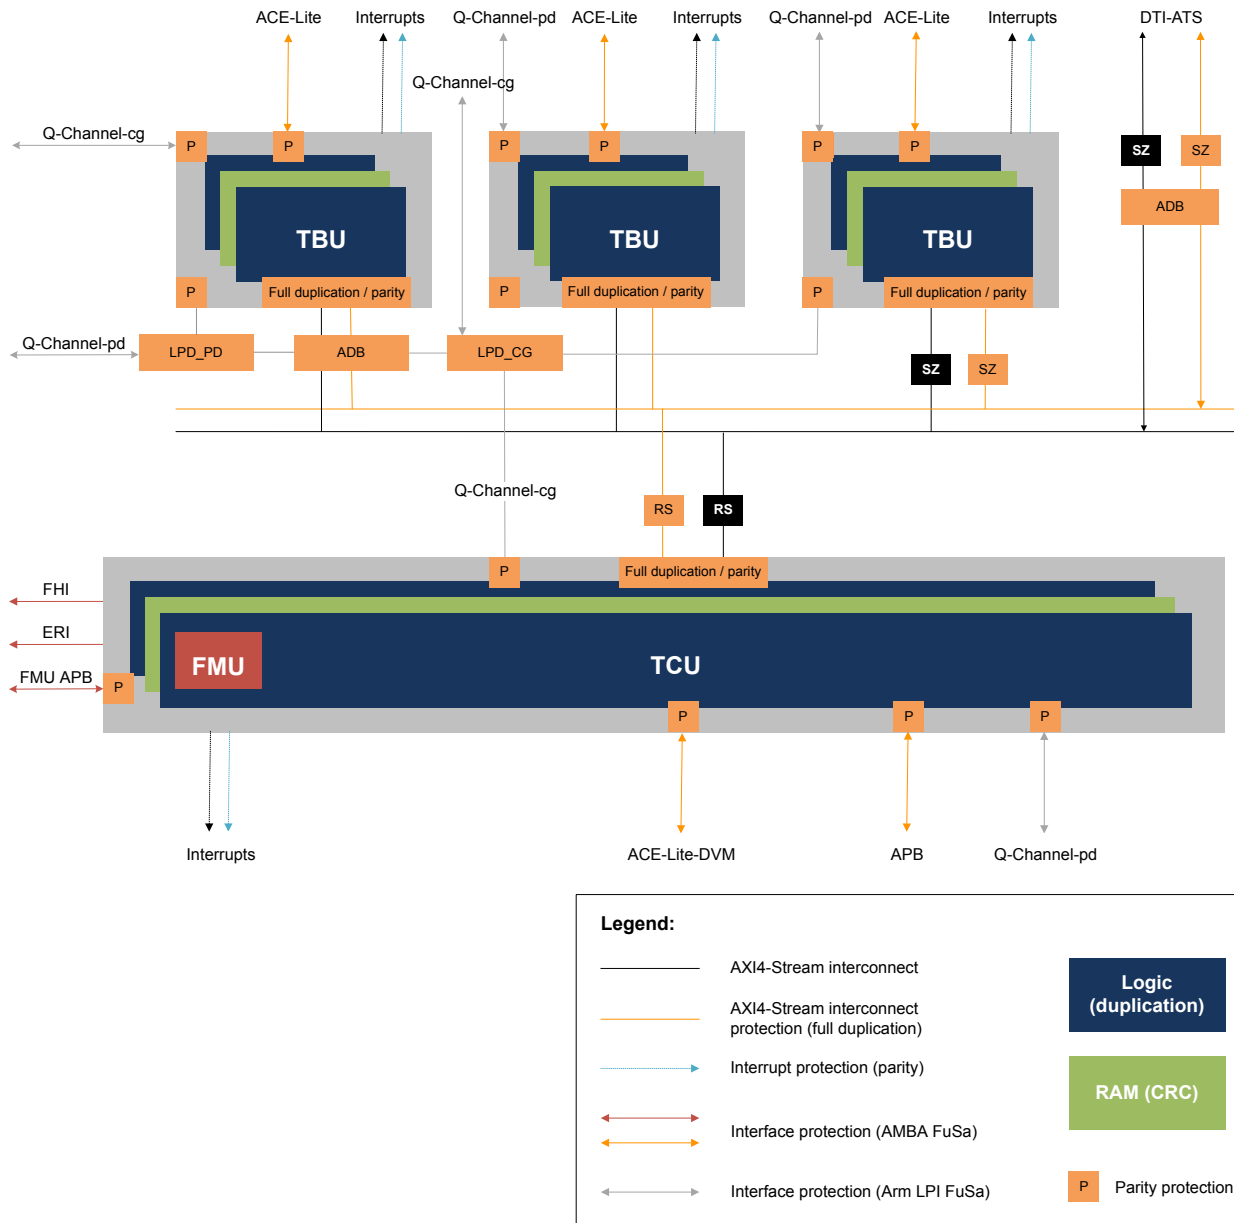 ACE-Lite Interrupts Q-Channel-pd ACE-Lite Interrupts Q-Channel-pd ACE-Lite Interrupts DTI-ATS
Q-Channel-cg
Q-Channel-cg
P P P P P P SZ SZ
ADB
TBU TBU TBU
P Full duplication / parity P Full duplication / parity P Full duplication / parity
Q-Channel-pd
LPD_PD ADB LPD_CG
SZ SZ
Q-Channel-cg
RS RS
P Full duplication / parity
FHI
ERI
FMU APB
P
FMU TCU
P P P
Interrupts ACE-Lite-DVM APB Q-Channel-pd
Legend:
AXI4-Stream interconnect
AXI4-Stream interconnect
protection (full duplication)
Interrupt protection (parity)
Interface protection (AMBA FuSa)
Interface protection (Arm LPI FuSa)
Logic
(duplication)
RAM (CRC)
P Parity protection